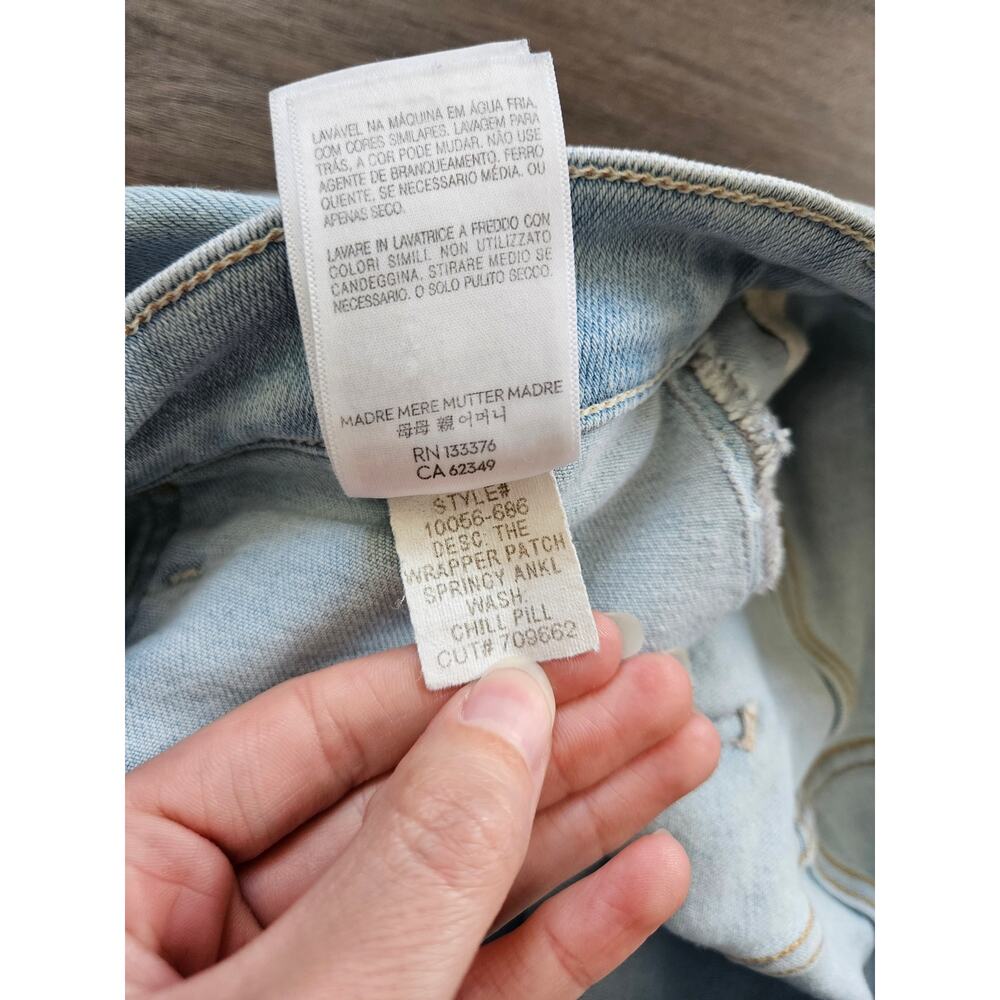 LAVÁVEL NA MÁQUINA EM ÁGUA FRIA,
COM CORES SIMILARES. LAVAGEM PARA
TRÁS, A COR PODE MUDAR. NÃO USE
AGENTE DE BRANQUEAMENTO. FERRO
QUENTE, SE NECESSARIO MÉDIA. OU
APENAS SECO.
LAVARE IN LAVATRICE A FREDDO CON
COLORI SIMILI. NON UTILIZZATO
CANDEGGINA. STIRARE MEDIO SE
NECESSARIO. O SOLO PULITO SECCO.
MADRE MERE MUTTER MADRE
母母 親 어머니
RN 133376
CA 62349
STYLE#
10056-686
DESC: THE
WRAPPER PATCH
SPRINCY ANKL
WASH:
CHILL PILL
CUT# 709662